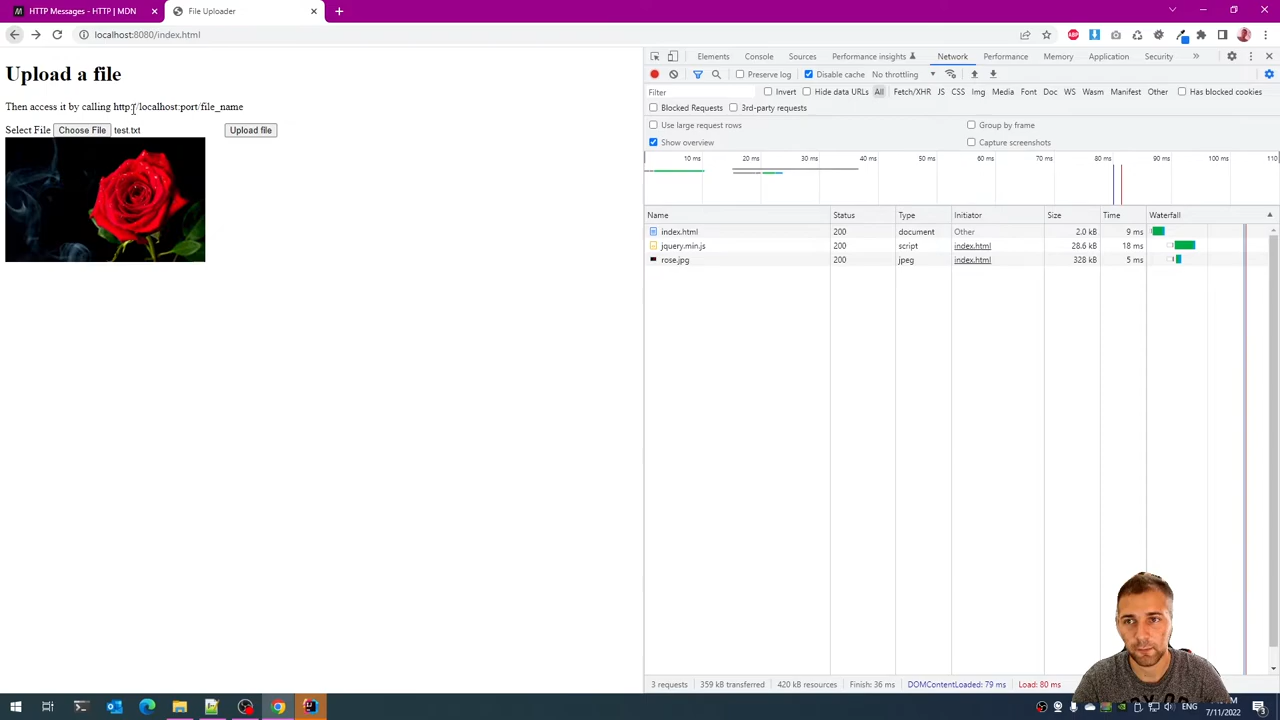 HTTP Messages - HTTP | MDN
File Uploader
localhost:8080/index.html
Upload a file
Then access it by calling http://localhost:port/file_name
Select File Choose File test.txt Upload file
Elements Console Sources Performance insights Network Performance Memory Application Security »
Preserve log Disable cache No throttling
Filter Invert Hide data URLs All Fetch/XHR JS CSS Img Media Font Doc WS Wasm Manifest Other Has blocked cookies
Blocked Requests 3rd-party requests
Use large request rows Group by frame
Show overview Capture screenshots
10 ms 20 ms 30 ms 40 ms 50 ms 60 ms 70 ms 80 ms 90 ms 100 ms 110
Name Status Type Initiator Size Time Waterfall
index.html 200 document Other 2.0 kB 9 ms
jquery.min.js 200 script index.html 28.6 kB 18 ms
rose.jpg 200 jpeg index.html 328 kB 5 ms
3 requests 359 kB transferred 420 kB resources Finish: 36 ms DOMContentLoaded: 79 ms Load: 80 ms
ENG
7/11/2022